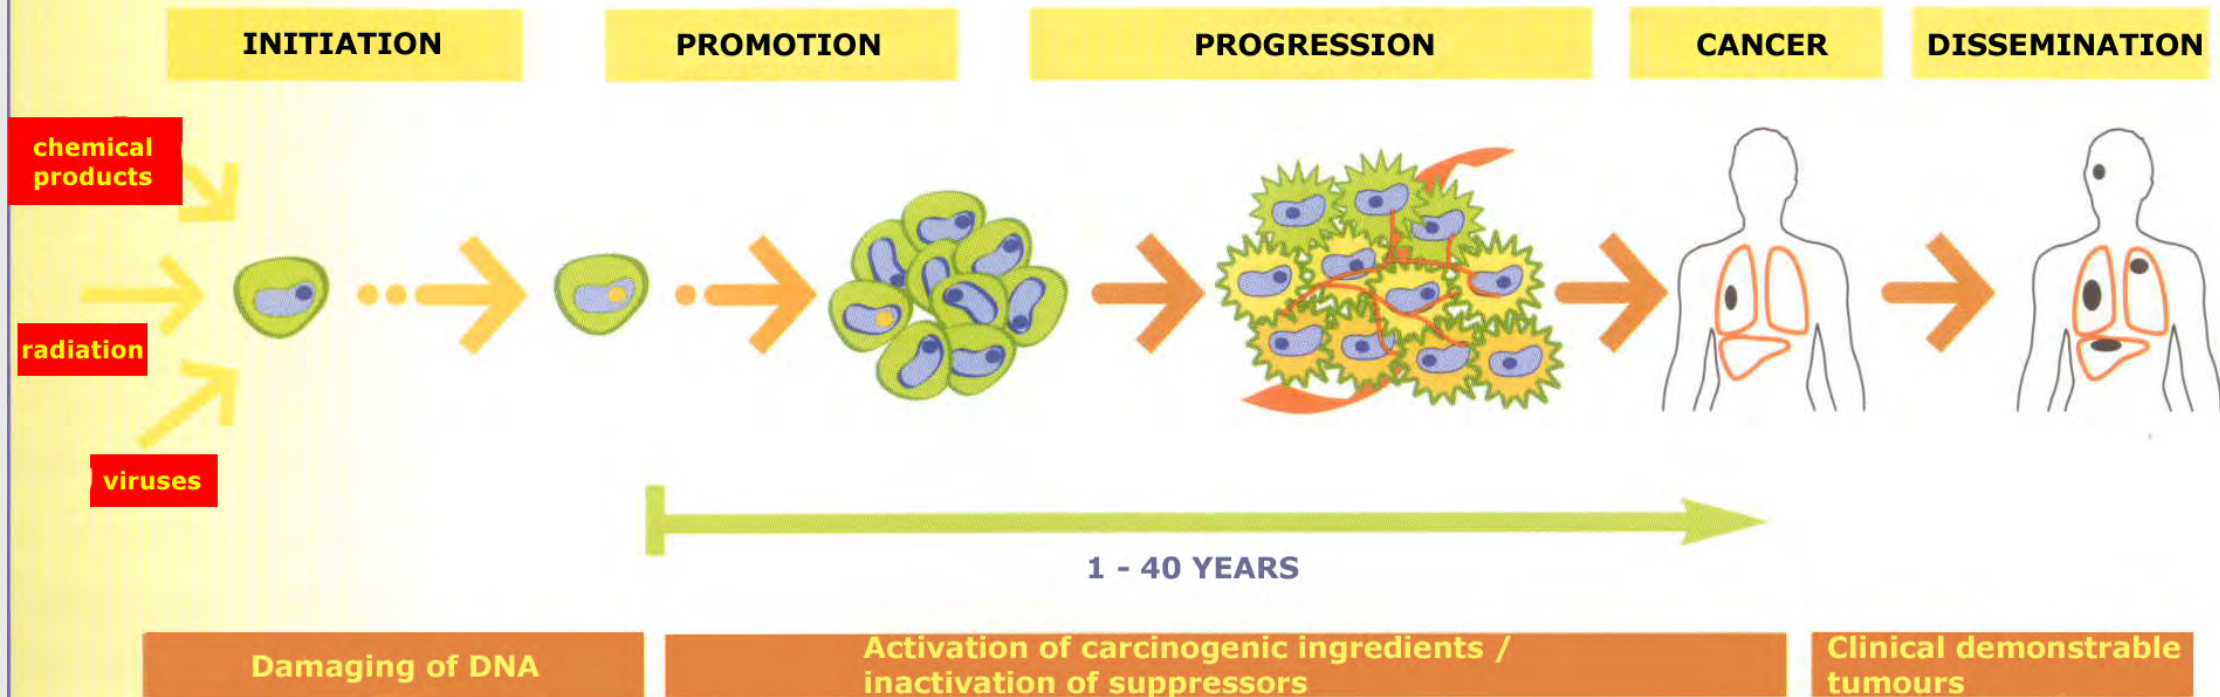 INITIATION
PROMOTION
PROGRESSION
CANCER
DISSEMINATION
chemical
products
radiation
viruses
1 - 40 YEARS
Damaging of DNA
Activation of carcinogenic ingredients /
inactivation of suppressors
Clinical demonstrable
tumours